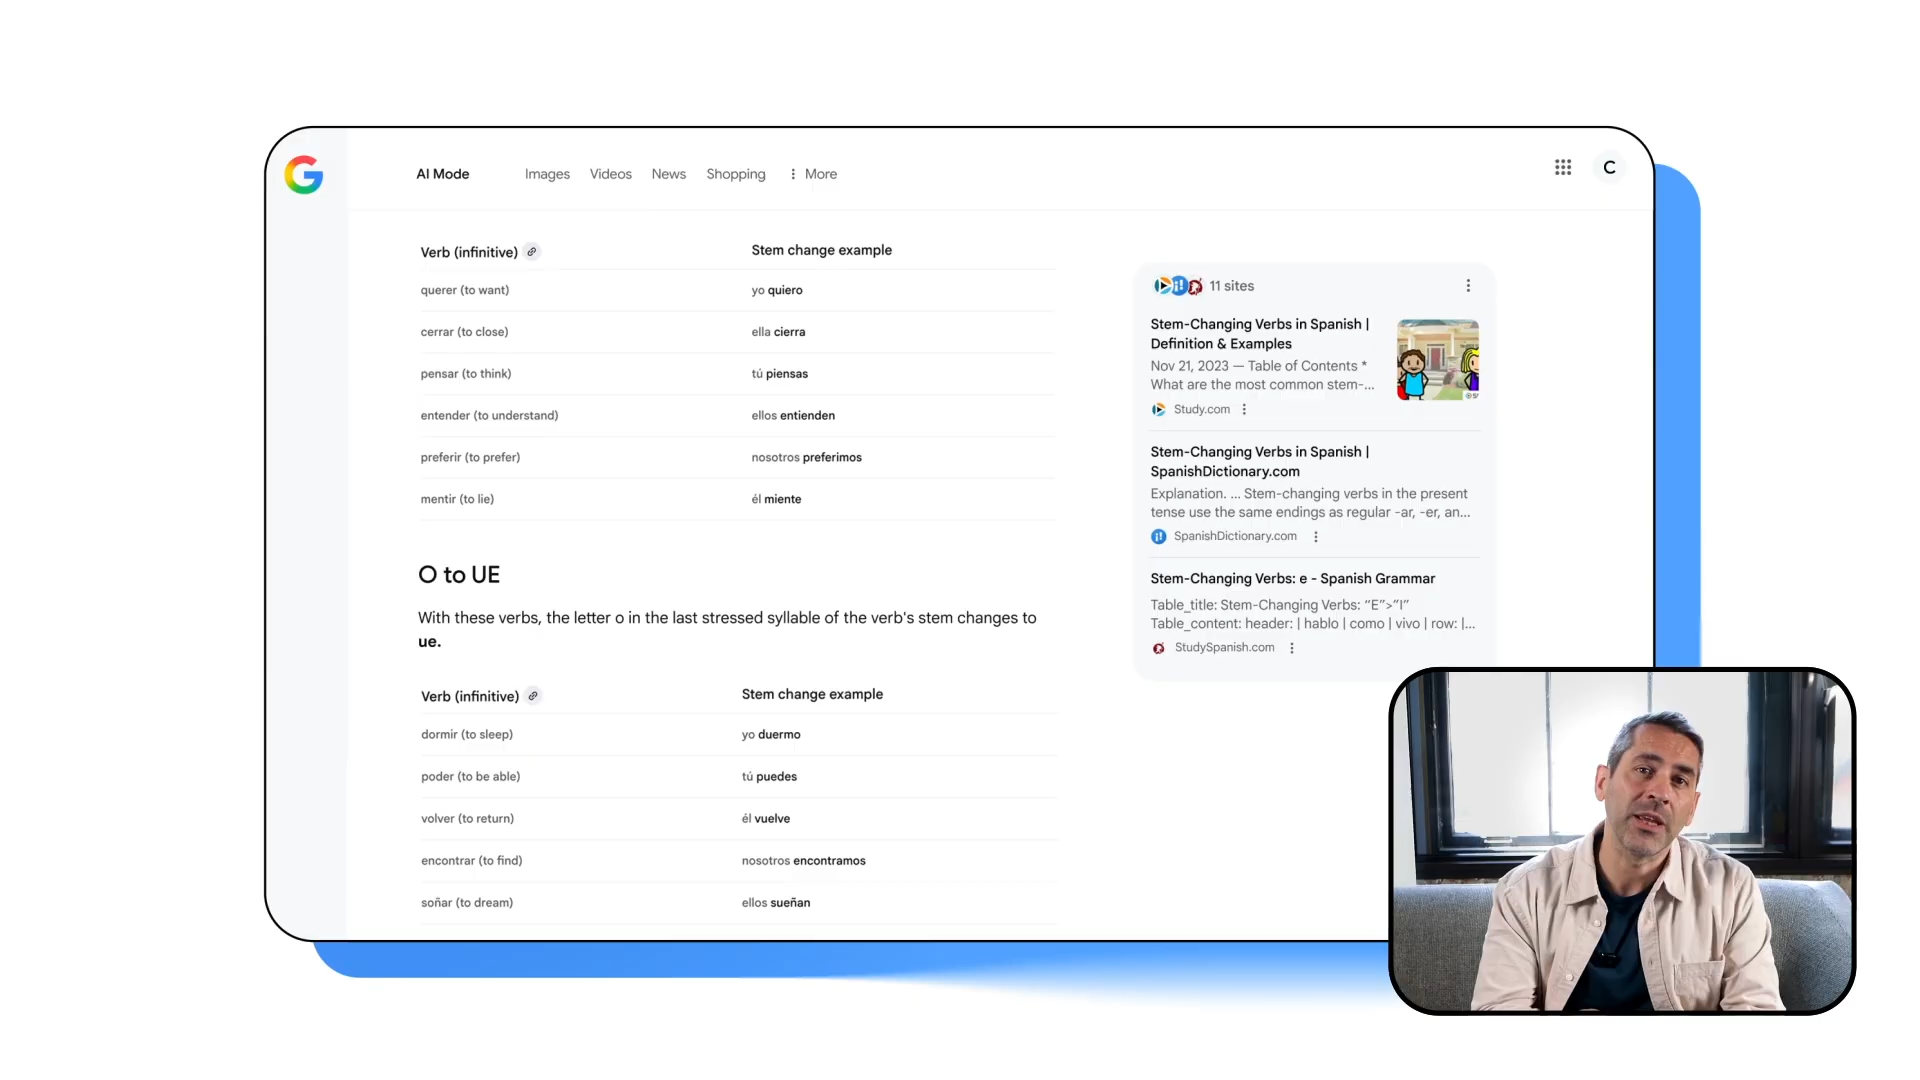 AI Mode Images Videos News Shopping More C
Verb (infinitive) Stem change example
querer (to want) yo quiero
cerrar (to close) ella cierra
pensar (to think) tú piensas
entender (to understand) ellos entienden
preferir (to prefer) nosotros preferimos
mentir (to lie) él miente
O to UE
With these verbs, the letter o in the last stressed syllable of the verb's stem changes to
ue.
Verb (infinitive) Stem change example
dormir (to sleep) yo duermo
poder (to be able) tú puedes
volver (to return) él vuelve
encontrar (to find) nosotros encontramos
soñar (to dream) ellos sueñan
11 sites
Stem-Changing Verbs in Spanish |
Definition & Examples
Nov 21, 2023 — Table of Contents *
What are the most common stem-...
Study.com
Stem-Changing Verbs in Spanish |
SpanishDictionary.com
Explanation. ... Stem-changing verbs in the present
tense use the same endings as regular -ar, -er, an...
SpanishDictionary.com
Stem-Changing Verbs: e - Spanish Grammar
Table_title: Stem-Changing Verbs: “E”>”I”
Table_content: header: | hablo | como | vivo | row: |...
StudySpanish.com